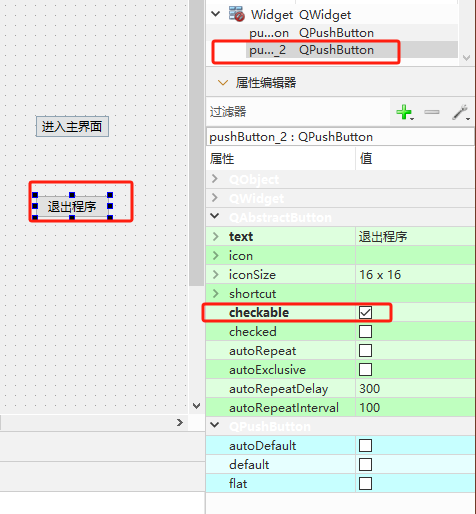 进入主界面
退出程序
Widget QWidget
pu...on QPushButton
pu..._2 QPushButton
属性编辑器
过滤器
pushButton_2 : QPushButton
属性 值
QObject
QWidget
QAbstractButton
text 退出程序
icon
iconSize 16 x 16
shortcut
checkable
checked
autoRepeat
autoExclusive
autoRepeatDelay 300
autoRepeatInterval 100
QPushButton
autoDefault
default
flat